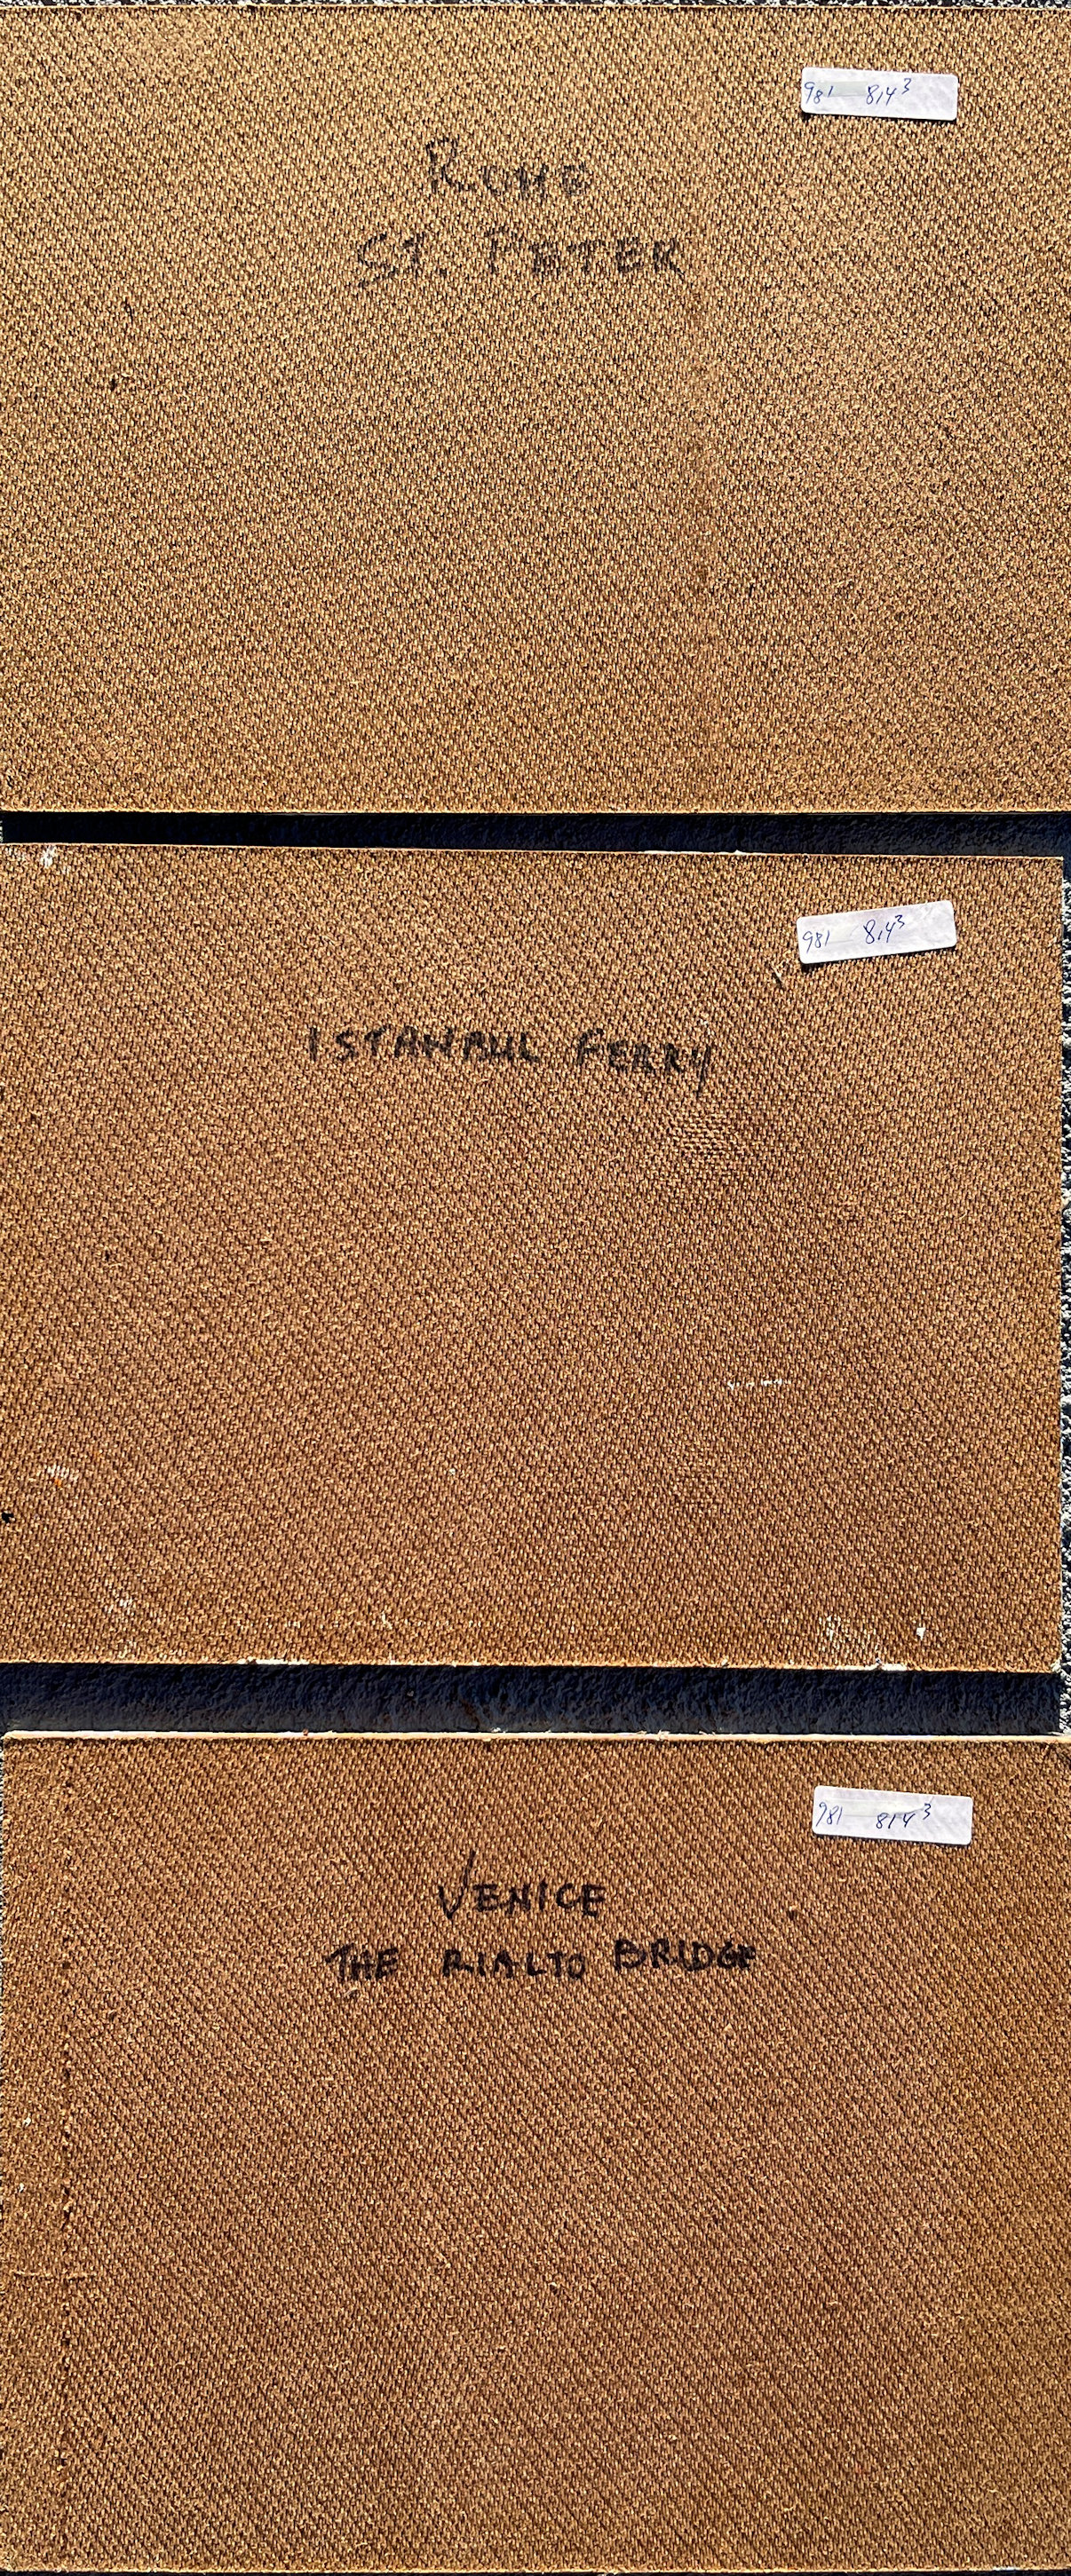 981 814³
ROME
ST. PETER
981 814³
ISTANBUL FERRY
981 814³
VENICE
THE RIALTO BRIDGE